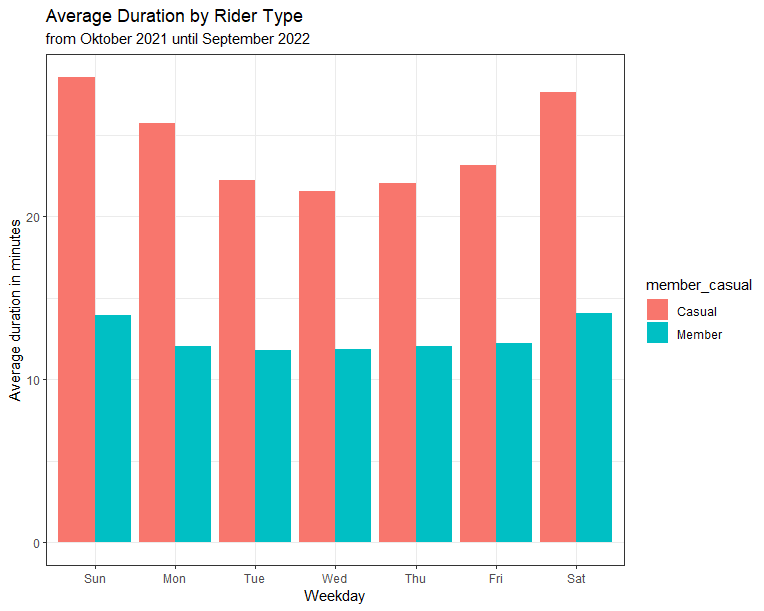 Average Duration by Rider Type
from Oktober 2021 until September 2022
Average duration in minutes
20
10
0
Sun Mon Tue Wed Thu Fri Sat
Weekday
member_casual
Casual
Member